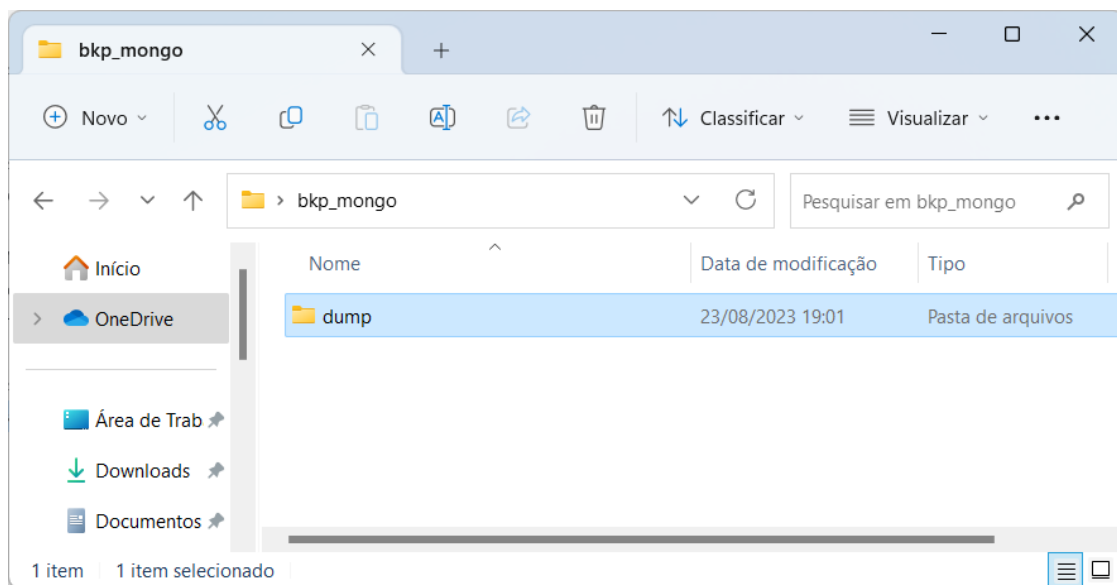 bkp_mongo
Novo
Classificar
Visualizar
bkp_mongo
Pesquisar em bkp_mongo
Início
OneDrive
Área de Trab
Downloads
Documentos
Nome Data de modificação Tipo
dump 23/08/2023 19:01 Pasta de arquivos
1 item 1 item selecionado